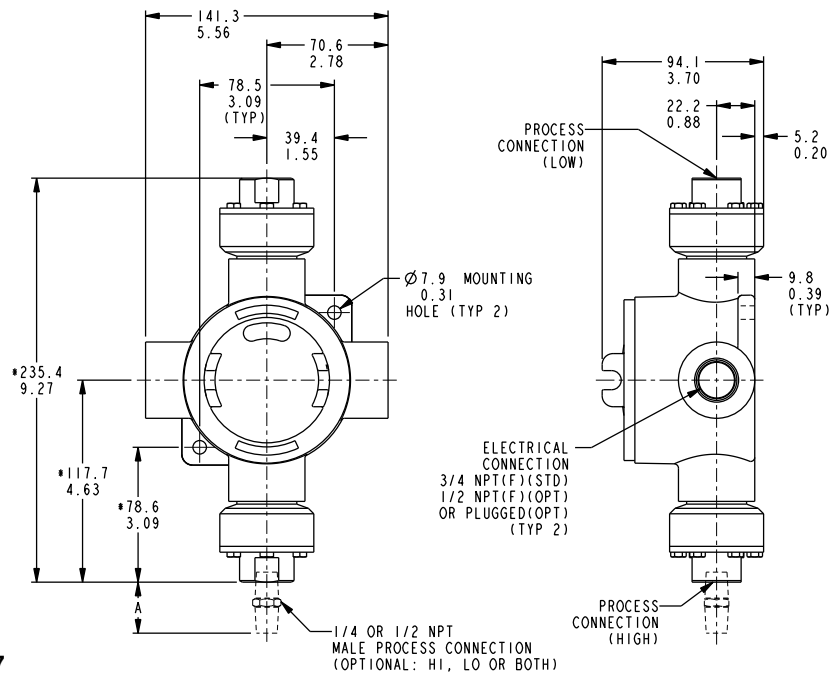 141.3
5.56
70.6
2.78
78.5
3.09
(TYP)
39.4
1.55
Ø7.9 MOUNTING
0.31
HOLE (TYP 2)
*235.4
9.27
*117.7
4.63
*78.6
3.09
A
1/4 OR 1/2 NPT
MALE PROCESS CONNECTION
(OPTIONAL: HI, LO OR BOTH)
94.1
3.70
22.2
0.88
5.2
0.20
PROCESS
CONNECTION
(LOW)
9.8
0.39
(TYP)
ELECTRICAL
CONNECTION
3/4 NPT(F)(STD)
1/2 NPT(F)(OPT)
OR PLUGGED(OPT)
(TYP 2)
PROCESS
CONNECTION
(HIGH)